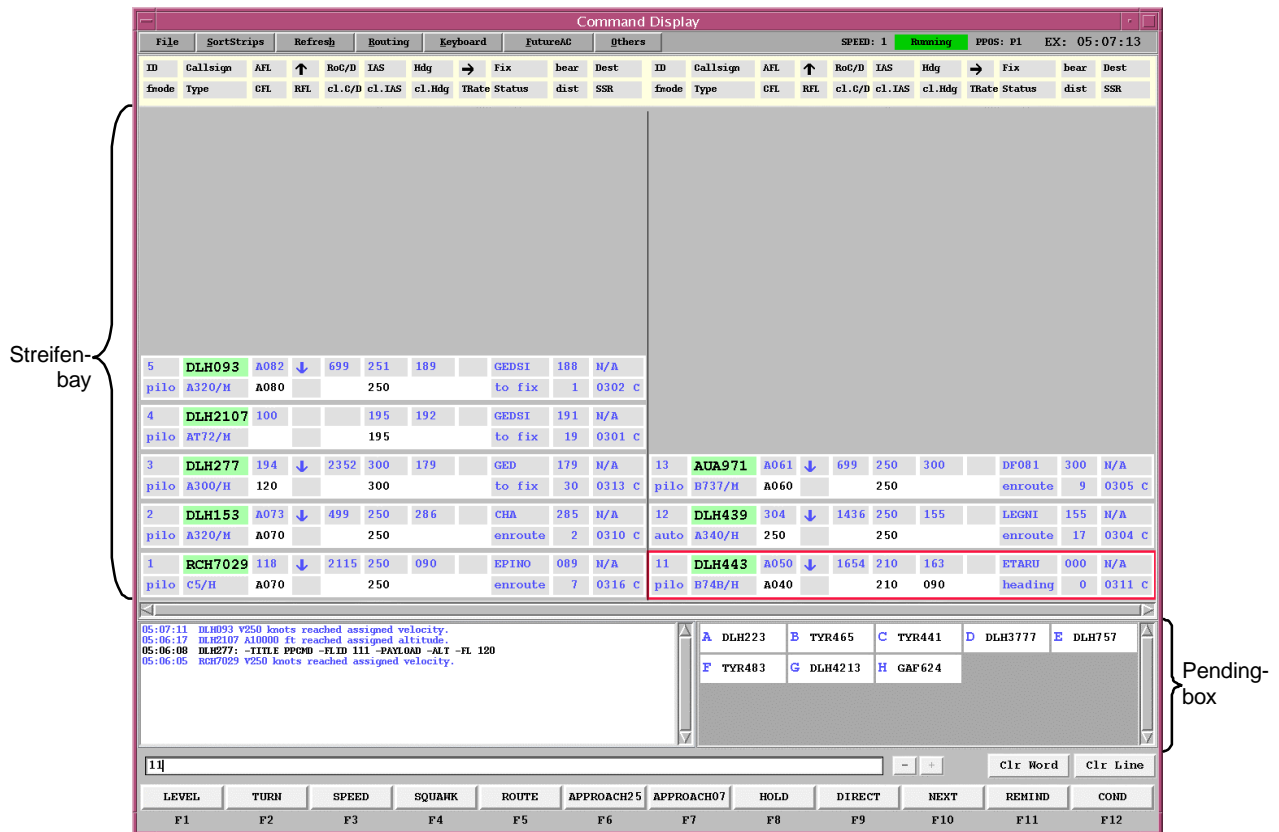 Command Display
File SortStrips Refresh Routing Keyboard FutureAC Others SPEED: 1 Running PPOS: P1 EX: 05:07:13
ID Callsign AFL ↑ RoC/D IAS Hdg → Fix bear Dest ID Callsign AFL ↑ RoC/D IAS Hdg → Fix bear Dest
fmode Type CFL RFL cl.C/D cl.IAS cl.Hdg TRate Status dist SSR fmode Type CFL RFL cl.C/D cl.IAS cl.Hdg TRate Status dist SSR
Streifen-
bay
5 DLH093 A082 ↓ 699 251 189 GEDSI 188 N/A
pilo A320/M A080 250 to fix 1 0302 C
4 DLH2107 100 195 192 GEDSI 191 N/A
pilo AT72/M 195 to fix 19 0301 C
3 DLH277 194 ↓ 2352 300 179 GED 179 N/A 13 AUA971 A061 ↓ 699 250 300 DF081 300 N/A
pilo A300/H 120 300 to fix 30 0313 C pilo B737/M A060 250 enroute 9 0305 C
2 DLH153 A073 ↓ 499 250 286 CHA 285 N/A 12 DLH439 304 ↓ 1436 250 155 LEGNI 155 N/A
pilo A320/M A070 250 enroute 2 0310 C auto A340/H 250 250 enroute 17 0304 C
1 RCH7029 118 ↓ 2115 250 090 EPINO 089 N/A 11 DLH443 A050 ↓ 1654 210 163 ETARU 000 N/A
pilo C5/H A070 250 enroute 7 0316 C pilo B74B/H A040 210 090 heading 0 0311 C
05:07:11 DLH093 V250 knots reached assigned velocity.
05:06:17 DLH2107 A10000 ft reached assigned altitude.
05:06:08 DLH277: -TITLE PPCMD -FLID 111 -PAYLOAD -ALT -FL 120
05:06:05 RCH7029 V250 knots reached assigned velocity.
A DLH223 B TYR465 C TYR441 D DLH3777 E DLH757
F TYR483 G DLH4213 H GAF624
Pending-
box
11 - + Clr Word Clr Line
LEVEL TURN SPEED SQUAWK ROUTE APPROACH25 APPROACH07 HOLD DIRECT NEXT REMIND COND
F1 F2 F3 F4 F5 F6 F7 F8 F9 F10 F11 F12